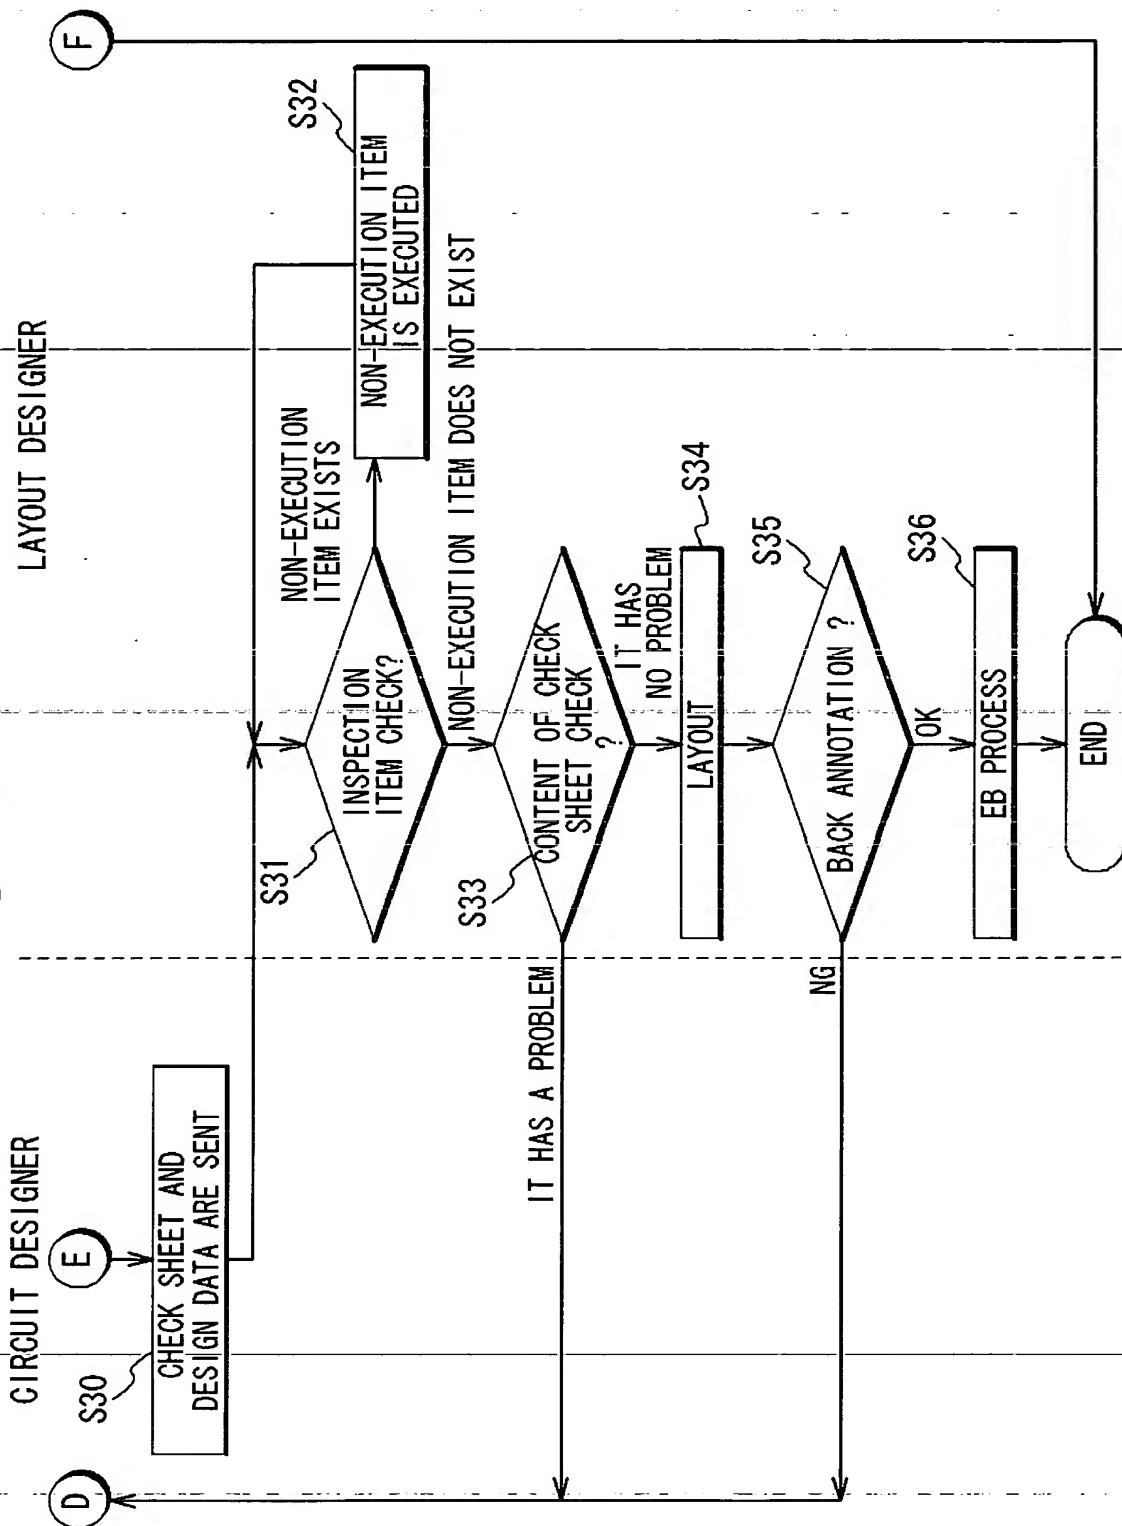 CIRCUIT DESIGNER
LAYOUT DESIGNER
D
E
F
S30
CHECK SHEET AND
DESIGN DATA ARE SENT
S31
INSPECTION
ITEM CHECK?
NON-EXECUTION
ITEM EXISTS
S32
NON-EXECUTION ITEM
IS EXECUTED
NON-EXECUTION ITEM DOES NOT EXIST
S33
CONTENT OF CHECK
SHEET CHECK
?
IT HAS A PROBLEM
IT HAS
NO PROBLEM
S34
LAYOUT
S35
BACK ANNOTATION ?
NG
OK
S36
EB PROCESS
END